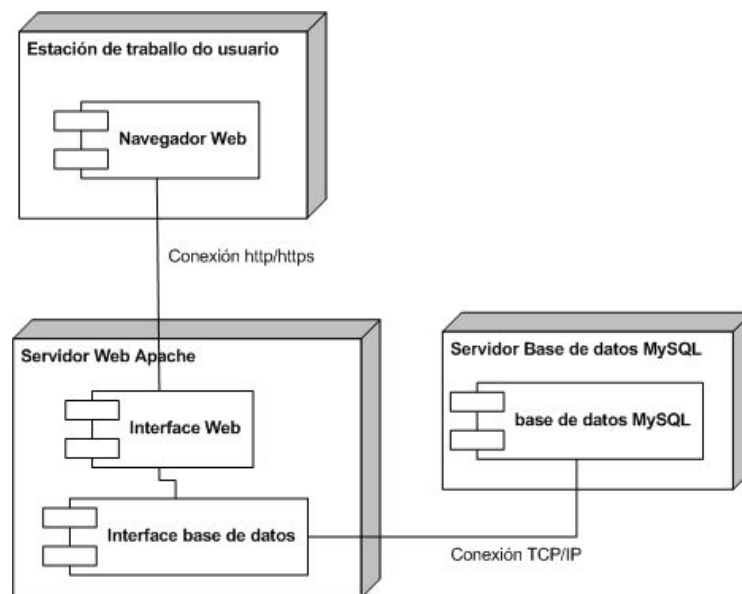 Estación de traballo do usuario
Navegador Web
Conexión http/https
Servidor Web Apache
Interface Web
Interface base de datos
Servidor Base de datos MySQL
base de datos MySQL
Conexión TCP/IP